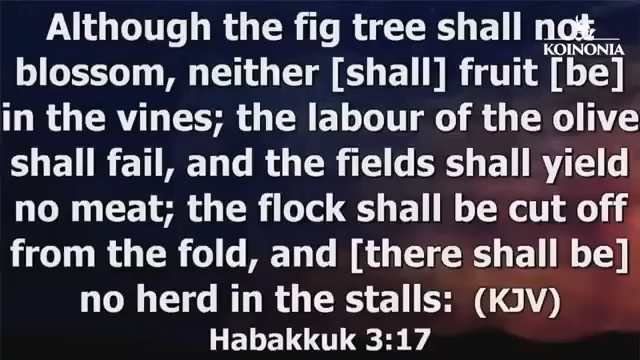 Although the fig tree shall not
KOINONIA
blossom, neither [shall] fruit [be]
in the vines; the labour of the olive
shall fail, and the fields shall yield
no meat; the flock shall be cut off
from the fold, and [there shall be]
no herd in the stalls: (KJV)
Habakkuk 3:17